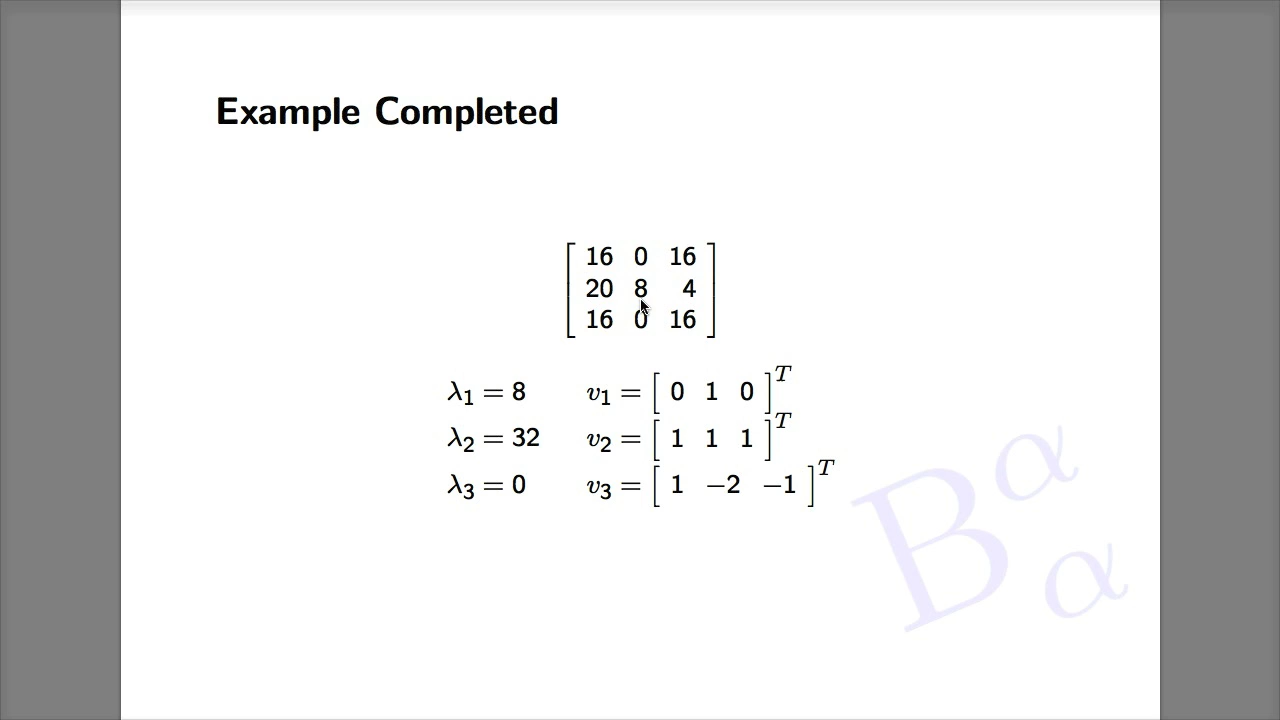 Example Completed
[ 16 0 16
20 8 4
16 0 16 ]
λ₁ = 8 v₁ = [ 0 1 0 ]ᵀ
λ₂ = 32 v₂ = [ 1 1 1 ]ᵀ
λ₃ = 0 v₃ = [ 1 −2 −1 ]ᵀ
B α α